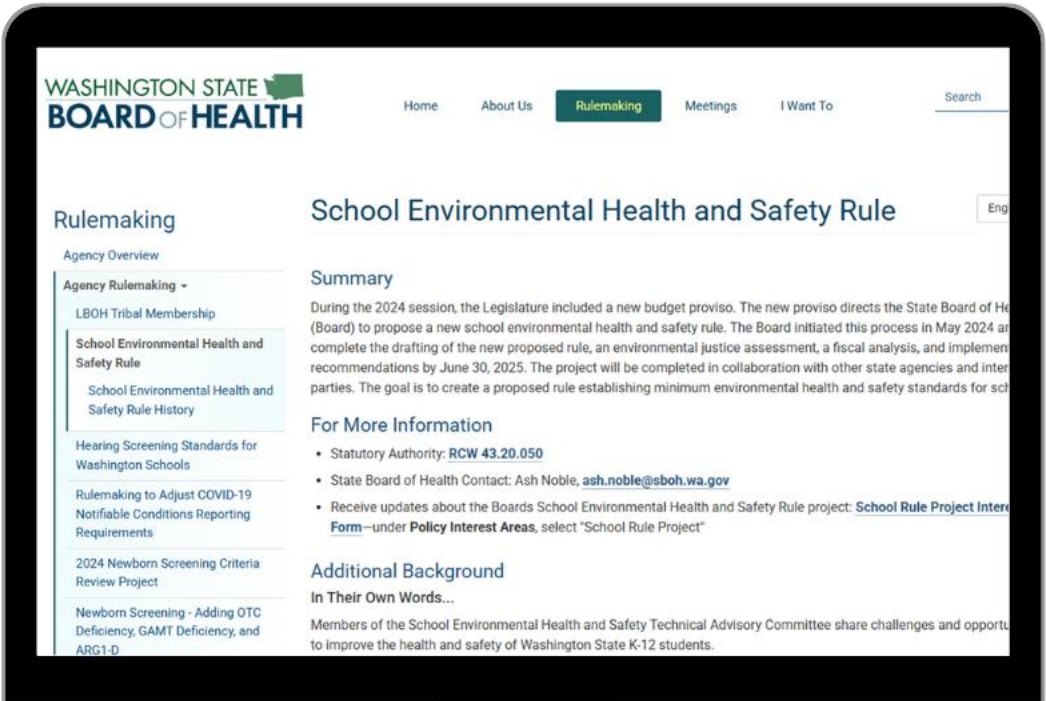 WASHINGTON STATE
BOARD OF HEALTH
Home About Us Rulemaking Meetings I Want To Search
Rulemaking
Agency Overview
Agency Rulemaking
LBOH Tribal Membership
School Environmental Health and
Safety Rule
School Environmental Health and
Safety Rule History
Hearing Screening Standards for
Washington Schools
Rulemaking to Adjust COVID-19
Notifiable Conditions Reporting
Requirements
2024 Newborn Screening Criteria
Review Project
Newborn Screening - Adding OTC
Deficiency, GAMT Deficiency, and
ARG1-D
School Environmental Health and Safety Rule
Eng
Summary
During the 2024 session, the Legislature included a new budget proviso. The new proviso directs the State Board of He
(Board) to propose a new school environmental health and safety rule. The Board initiated this process in May 2024 an
complete the drafting of the new proposed rule, an environmental justice assessment, a fiscal analysis, and implemen
recommendations by June 30, 2025. The project will be completed in collaboration with other state agencies and inter
parties. The goal is to create a proposed rule establishing minimum environmental health and safety standards for sch
For More Information
• Statutory Authority: RCW 43.20.050
• State Board of Health Contact: Ash Noble, ash.noble@sboh.wa.gov
• Receive updates about the Boards School Environmental Health and Safety Rule project: School Rule Project Intere
Form—under Policy Interest Areas, select "School Rule Project"
Additional Background
In Their Own Words...
Members of the School Environmental Health and Safety Technical Advisory Committee share challenges and opportu
to improve the health and safety of Washington State K-12 students.